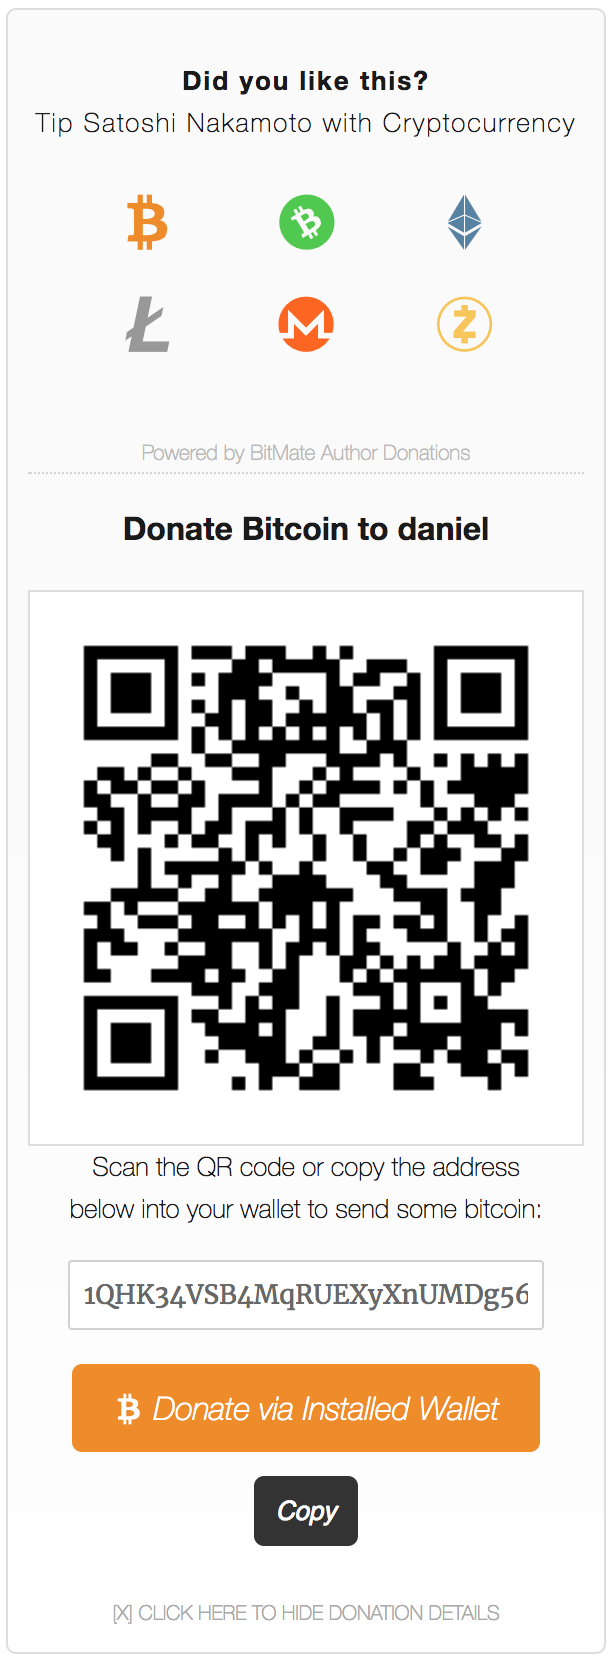 Did you like this?
Tip Satoshi Nakamoto with Cryptocurrency
Powered by BitMate Author Donations
Donate Bitcoin to daniel
Scan the QR code or copy the address
below into your wallet to send some bitcoin:
1QHK34VSB4MqRUEXyXnUMDg56
Donate via Installed Wallet
Copy
[X] CLICK HERE TO HIDE DONATION DETAILS